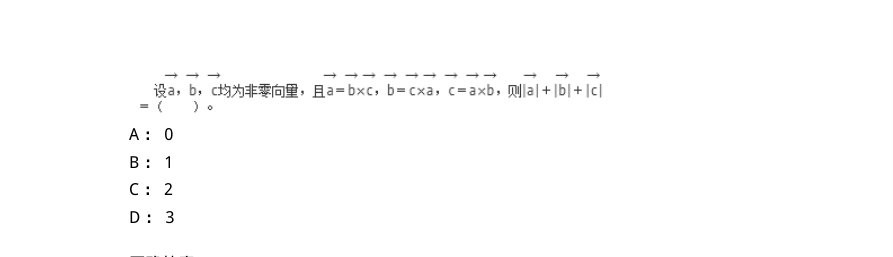 设a，b，c均为非零向量，且a=b×c，b=c×a，c=a×b，则|a|+|b|+|c|
=（　　）。
A： 0
B： 1
C： 2
D： 3